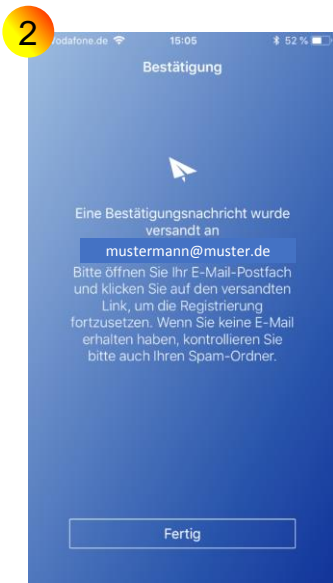 2
odafone.de 15:05 52 %
Bestätigung
Eine Bestätigungsnachricht wurde
versandt an
mustermann@muster.de
Bitte öffnen Sie Ihr E-Mail-Postfach
und klicken Sie auf den versandten
Link, um die Registrierung
fortzusetzen. Wenn Sie keine E-Mail
erhalten haben, kontrollieren Sie
bitte auch Ihren Spam-Ordner.
Fertig